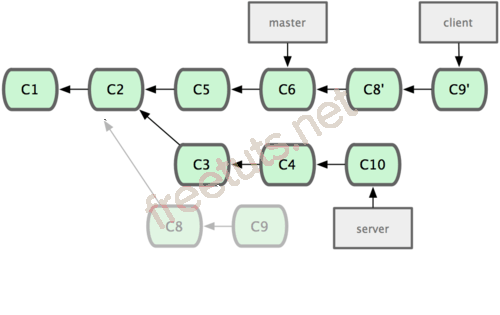 master
client
C1
C2
C5
C6
C8'
C9'
C3
C4
C10
C8
C9
server
freetuts.net